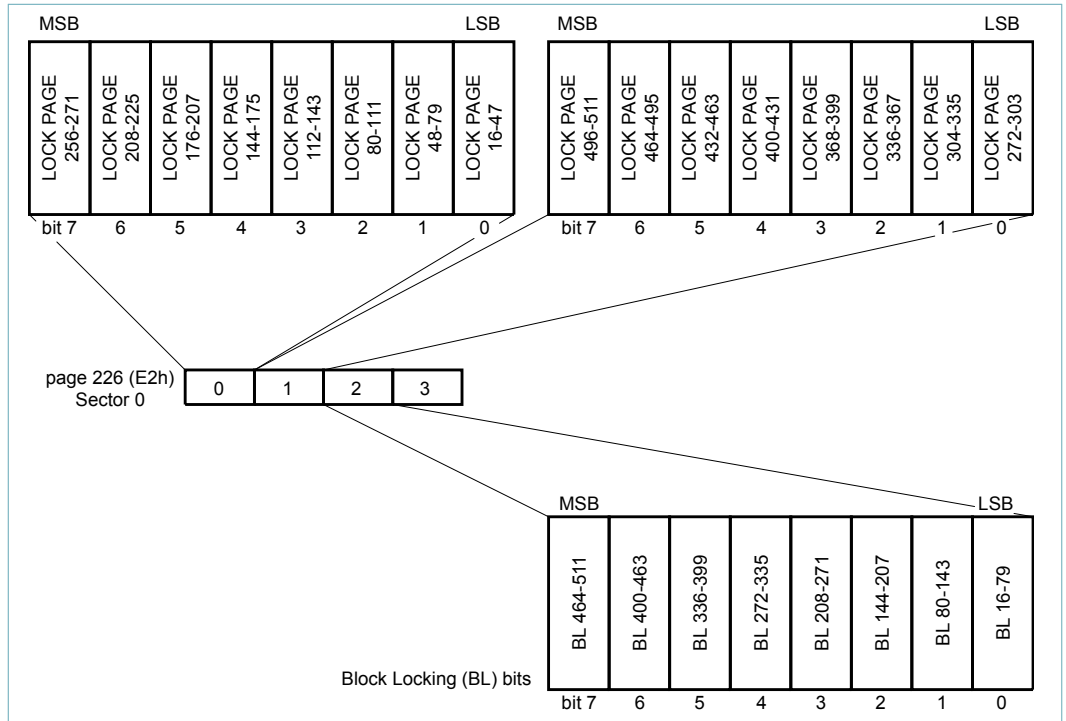 MSB LSB
LOCK PAGE 256-271
LOCK PAGE 208-225
LOCK PAGE 176-207
LOCK PAGE 144-175
LOCK PAGE 112-143
LOCK PAGE 80-111
LOCK PAGE 48-79
LOCK PAGE 16-47
bit 7 6 5 4 3 2 1 0
MSB LSB
LOCK PAGE 496-511
LOCK PAGE 464-495
LOCK PAGE 432-463
LOCK PAGE 400-431
LOCK PAGE 368-399
LOCK PAGE 336-367
LOCK PAGE 304-335
LOCK PAGE 272-303
bit 7 6 5 4 3 2 1 0
page 226 (E2h)
Sector 0
0 1 2 3
MSB LSB
BL 464-511
BL 400-463
BL 336-399
BL 272-335
BL 208-271
BL 144-207
BL 80-143
BL 16-79
Block Locking (BL) bits
bit 7 6 5 4 3 2 1 0